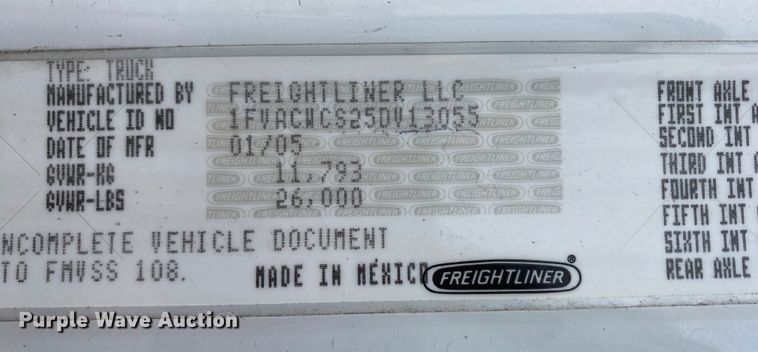 TYPE: TRUCK
MANUFACTURED BY FREIGHTLINER LLC
VEHICLE ID NO 1FVACWCS25DV13055
DATE OF MFR 01/05
GVWR-KG 11,793
GVWR-LBS 26,000
NCOMPLETE VEHICLE DOCUMENT
TO FMVSS 108.
MADE IN MÉXICO FREIGHTLINER®
FRONT AXLE
FIRST INT A
SECOND INT
THIRD INT A
FOURTH INT
FIFTH INT
SIXTH INT
REAR AXLE
Purple Wave Auction